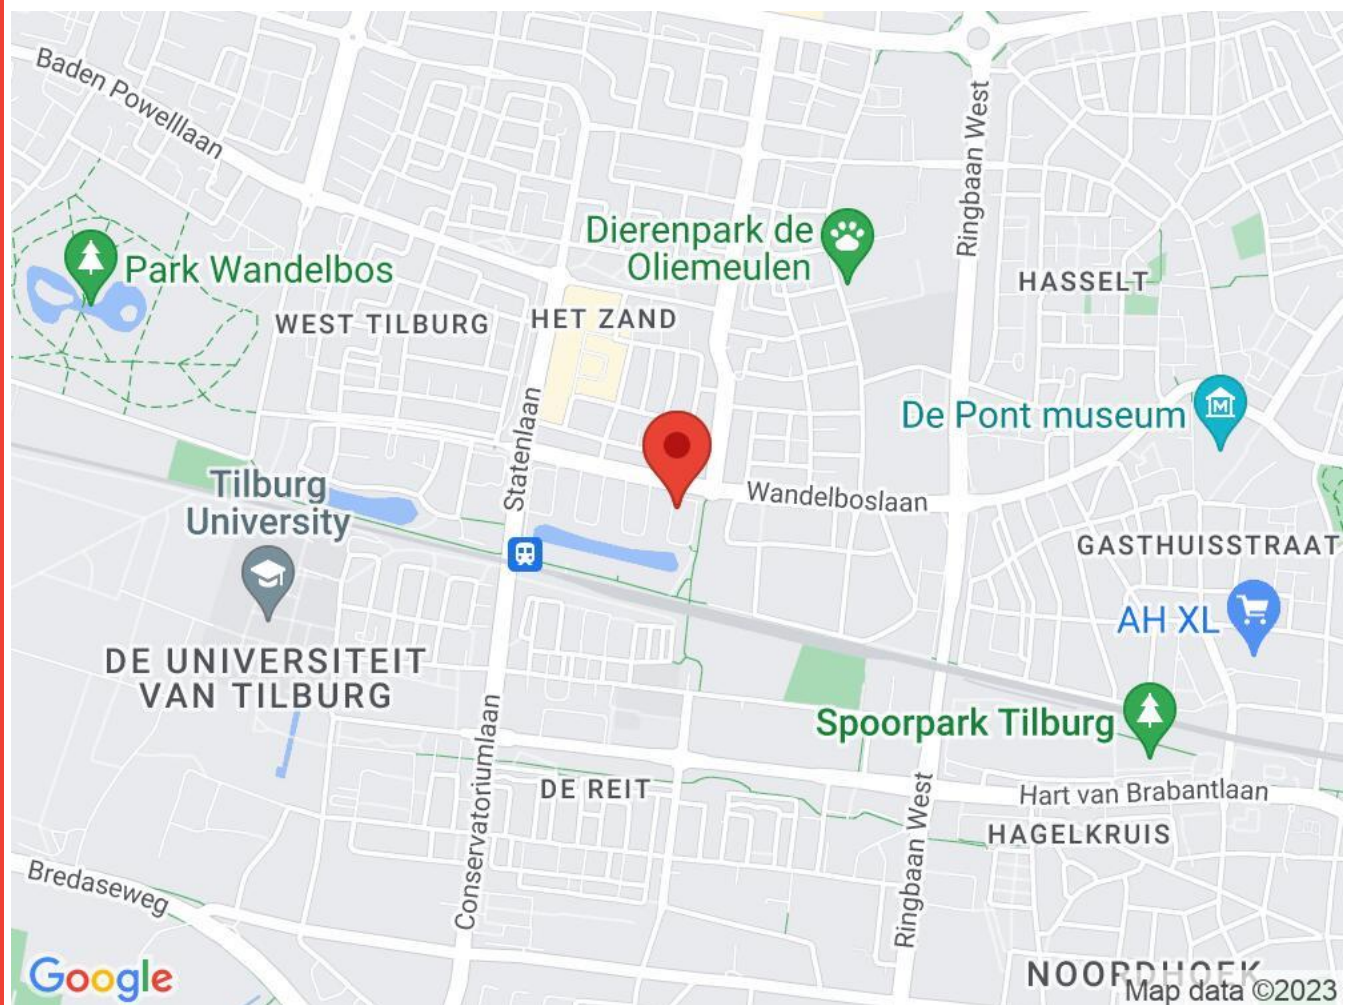 Baden Powelllaan
Ringbaan West
Dierenpark de
Oliemeulen
Park Wandelbos
HASSELT
WEST TILBURG
HET ZAND
Statenlaan
De Pont museum
M
Tilburg
University
Wandelboslaan
GASTHUISSTRAAT
AH XL
DE UNIVERSITEIT
VAN TILBURG
Conservatoriumlaan
Spoorpark Tilburg
DE REIT
Hart van Brabantlaan
Ringbaan West
HAGELKRUIS
Bredaseweg
NOORDHOEK
Google
Map data ©2023